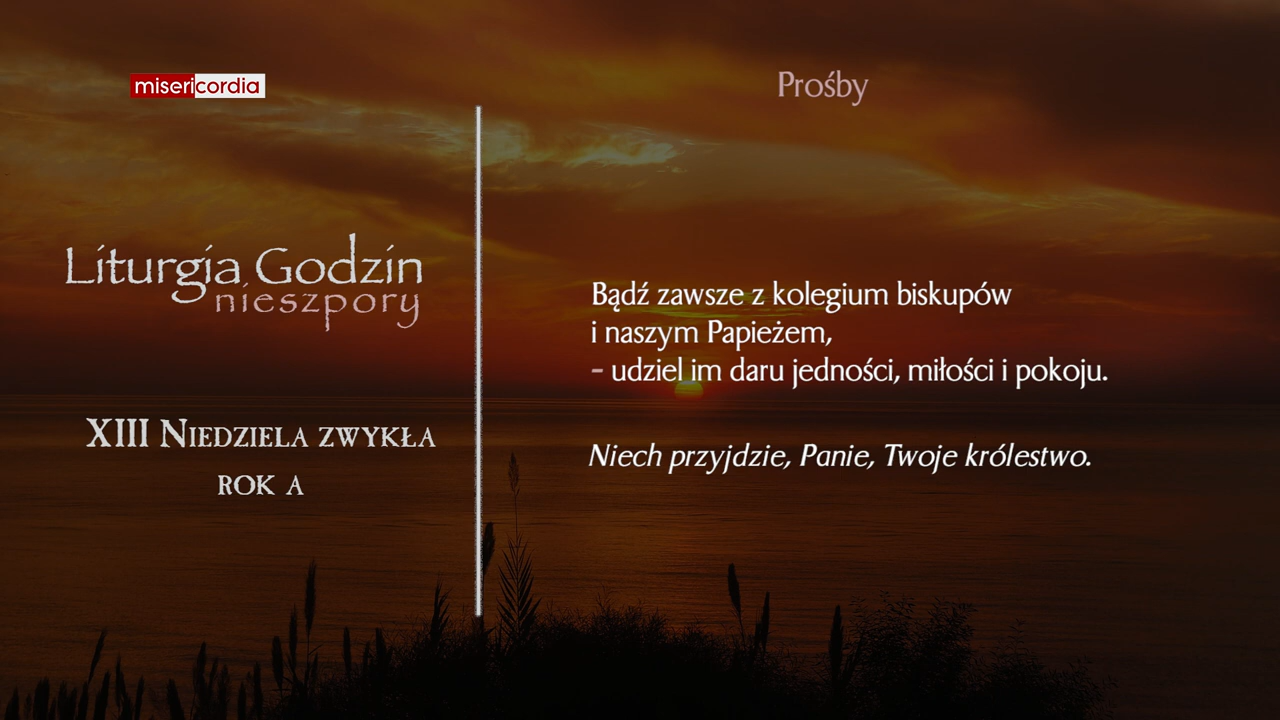 misericordia
Prośby
Liturgia Godzin
nieszpory
XIII Niedziela zwykła
rok A
Bądź zawsze z kolegium biskupów
i naszym Papieżem,
– udziel im daru jedności, miłości i pokoju.
Niech przyjdzie, Panie, Twoje królestwo.